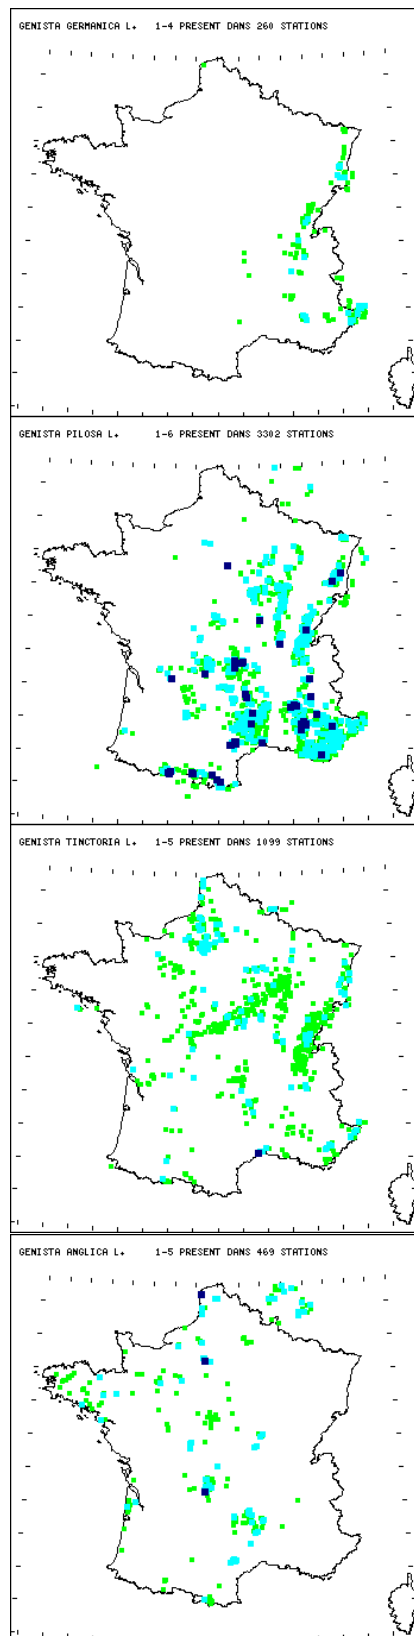 GENISTA GERMANICA L+ 1-4 PRESENT DANS 260 STATIONS
GENISTA PILOSA L+ 1-6 PRESENT DANS 3302 STATIONS
GENISTA TINCTORIA L+ 1-5 PRESENT DANS 1099 STATIONS
GENISTA ANGLICA L+ 1-5 PRESENT DANS 469 STATIONS